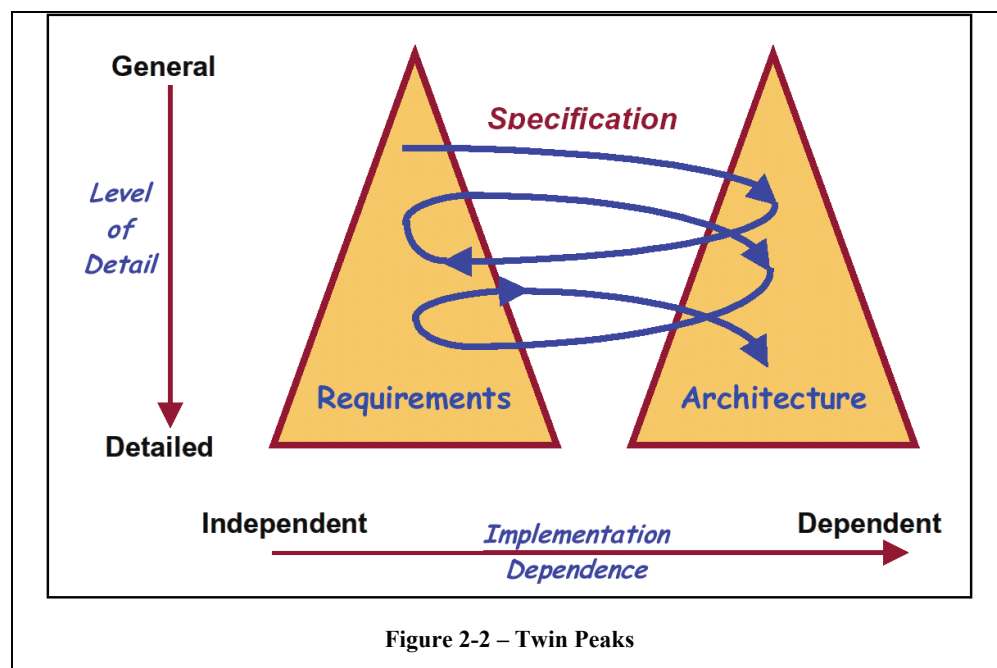 General
Specification
Level
of
Detail
Requirements
Architecture
Detailed
Independent
Dependent
Implementation
Dependence
Figure 2-2 – Twin Peaks